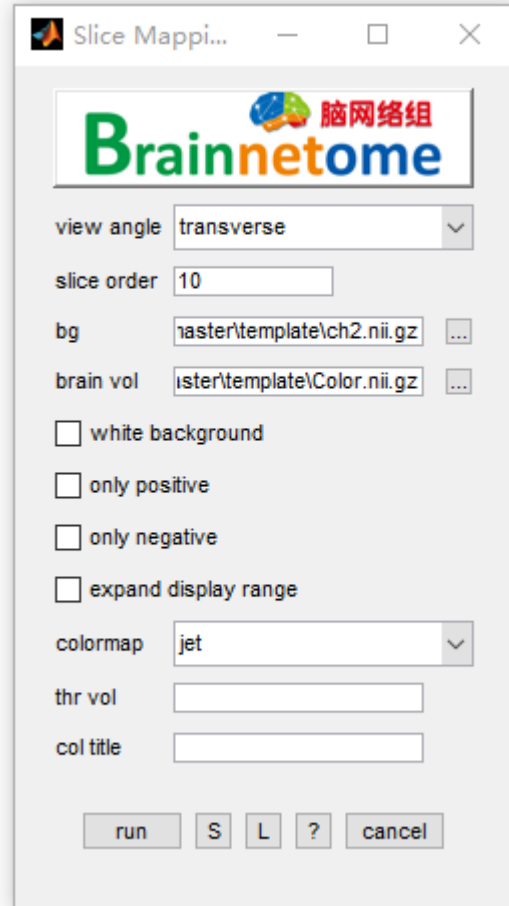 Slice Mappi...
脑网络组
Brainnetome
view angle transverse
slice order 10
bg naster\template\ch2.nii.gz ...
brain vol aster\template\Color.nii.gz ...
white background
only positive
only negative
expand display range
colormap jet
thr vol
col title
run S L ? cancel